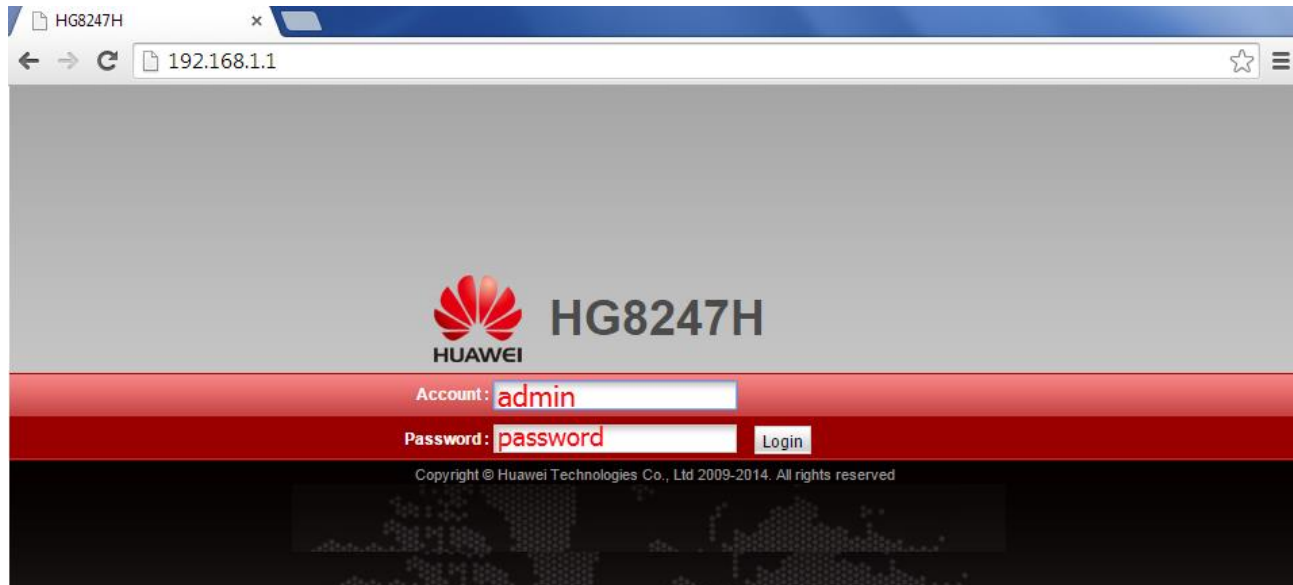 HG8247H
192.168.1.1
HUAWEI HG8247H
Account : admin
Password : password Login
Copyright © Huawei Technologies Co., Ltd 2009-2014. All rights reserved